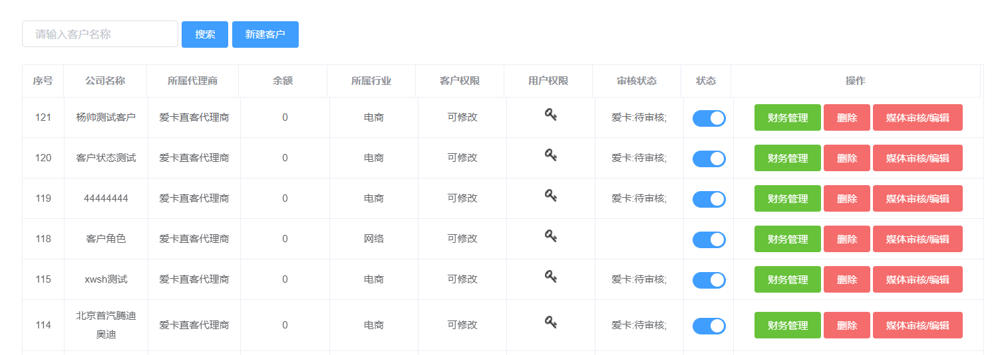 请输入客户名称 搜索 新建客户
序号 公司名称 所属代理商 余额 所属行业 客户权限 用户权限 审核状态 状态 操作
121 杨帅测试客户 爱卡直客代理商 0 电商 可修改 爱卡:待审核; 财务管理 删除 媒体审核/编辑
120 客户状态测试 爱卡直客代理商 0 电商 可修改 爱卡:待审核; 财务管理 删除 媒体审核/编辑
119 44444444 爱卡直客代理商 0 电商 可修改 爱卡:待审核; 财务管理 删除 媒体审核/编辑
118 客户角色 爱卡直客代理商 0 网络 可修改 财务管理 删除 媒体审核/编辑
115 xwsh测试 爱卡直客代理商 0 电商 可修改 爱卡:待审核; 财务管理 删除 媒体审核/编辑
114 北京首汽腾迪 爱卡直客代理商 0 电商 可修改 爱卡:待审核; 财务管理 删除 媒体审核/编辑
奥迪